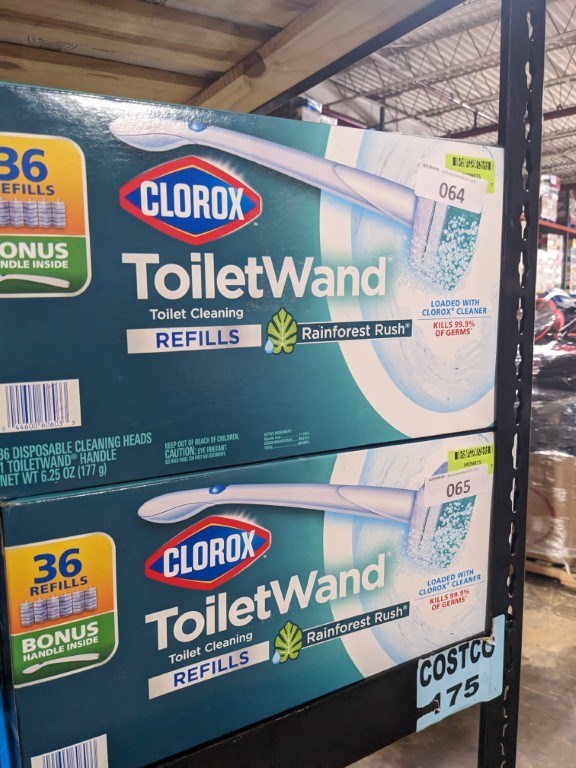 36
REFILLS
BONUS
HANDLE INSIDE
CLOROX
ToiletWand
Toilet Cleaning
REFILLS
Rainforest Rush®
064
LOADED WITH
CLOROX® CLEANER
KILLS 99.9%
OF GERMS*
44600 60603
36 DISPOSABLE CLEANING HEADS
1 TOILETWAND® HANDLE
NET WT 6.25 OZ (177 g)
KEEP OUT OF REACH OF CHILDREN.
CAUTION: EYE IRRITANT.
36
REFILLS
BONUS
HANDLE INSIDE
CLOROX
ToiletWand
Toilet Cleaning
REFILLS
Rainforest Rush®
065
LOADED WITH
CLOROX® CLEANER
KILLS 99.9%
OF GERMS*
COSTCO
75